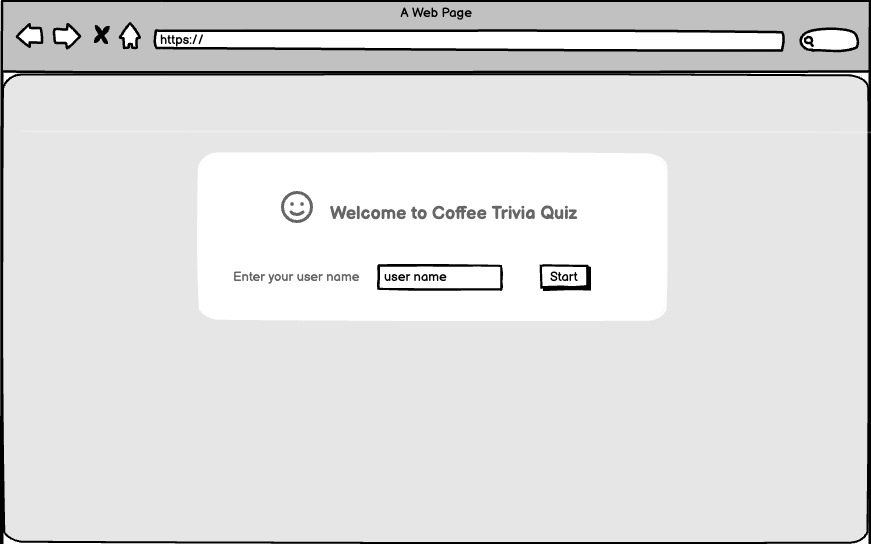 A Web Page
https://
Welcome to Coffee Trivia Quiz
Enter your user name
user name
Start